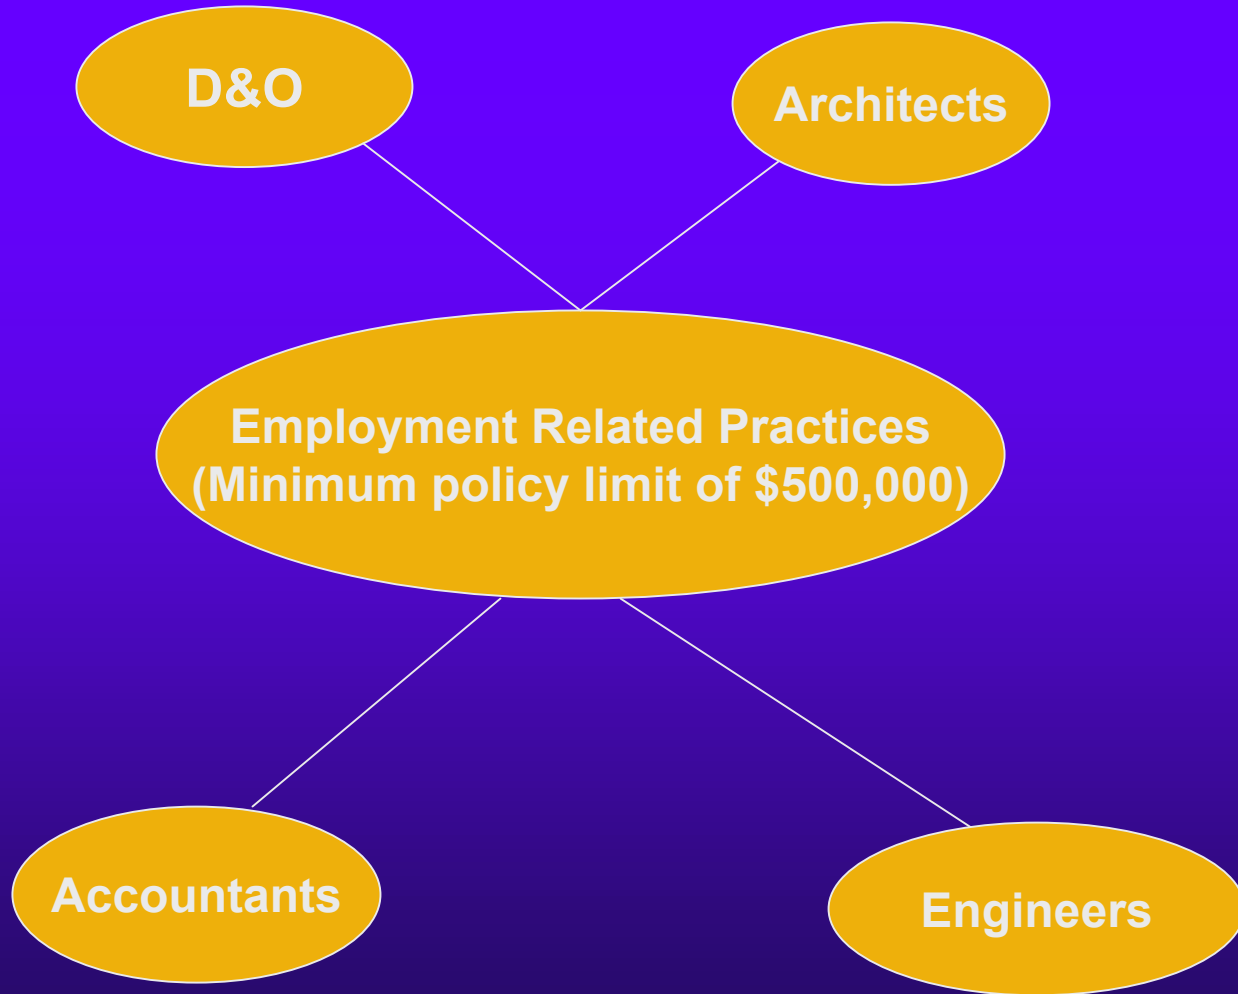 D&O
Architects
Employment Related Practices
(Minimum policy limit of $500,000)
Accountants
Engineers